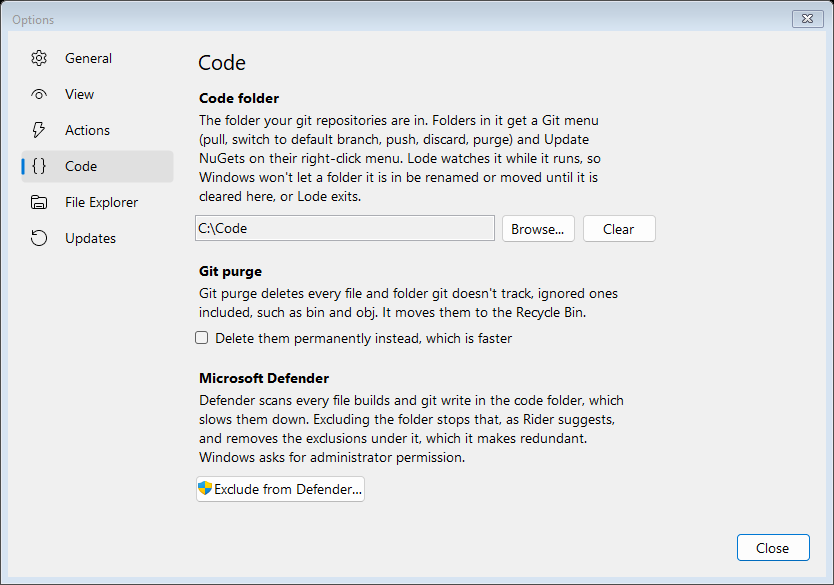 Options
General
View
Actions
Code
File Explorer
Updates
Code
Code folder
The folder your git repositories are in. Folders in it get a Git menu
(pull, switch to default branch, push, discard, purge) and Update
NuGets on their right-click menu. Lode watches it while it runs, so
Windows won't let a folder it is in be renamed or moved until it is
cleared here, or Lode exits.
C:\Code
Browse...
Clear
Git purge
Git purge deletes every file and folder git doesn't track, ignored ones
included, such as bin and obj. It moves them to the Recycle Bin.
Delete them permanently instead, which is faster
Microsoft Defender
Defender scans every file builds and git write in the code folder, which
slows them down. Excluding the folder stops that, as Rider suggests,
and removes the exclusions under it, which it makes redundant.
Windows asks for administrator permission.
Exclude from Defender...
Close